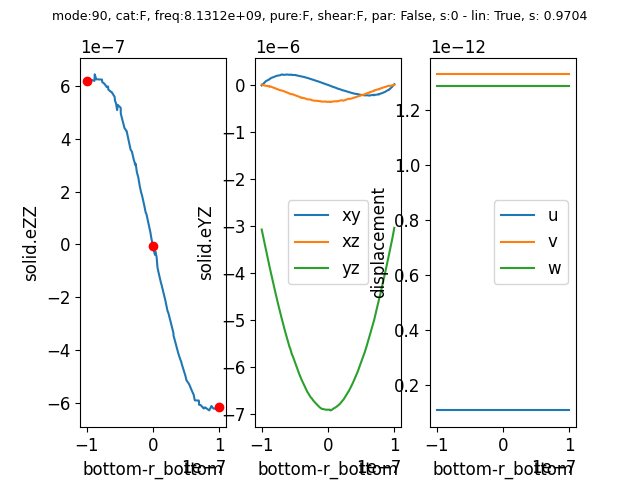 mode:90, cat:F, freq:8.1312e+09, pure:F, shear:F, par: False, s:0 - lin: True, s: 0.9704
1e−7
6
4
2
0
−2
−4
−6
solid.eZZ
−1
0
1
bottom-r_bottom
1e−7
1e−6
0
−1
−2
−3
−4
−5
−6
−7
solid.eYZ
xy
xz
yz
−1
0
1
bottom-r_bottom
1e−7
1e−12
1.2
1.0
0.8
0.6
0.4
0.2
displacement
u
v
w
−1
0
1
bottom-r_bottom
1e−7